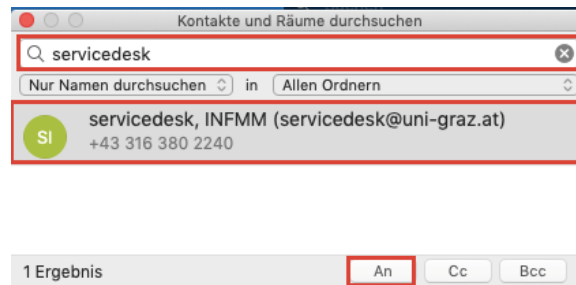 Kontakte und Räume durchsuchen
servicedesk
Nur Namen durchsuchen in Allen Ordnern
SI servicedesk, INFMM (servicedesk@uni-graz.at)
+43 316 380 2240
1 Ergebnis An Cc Bcc